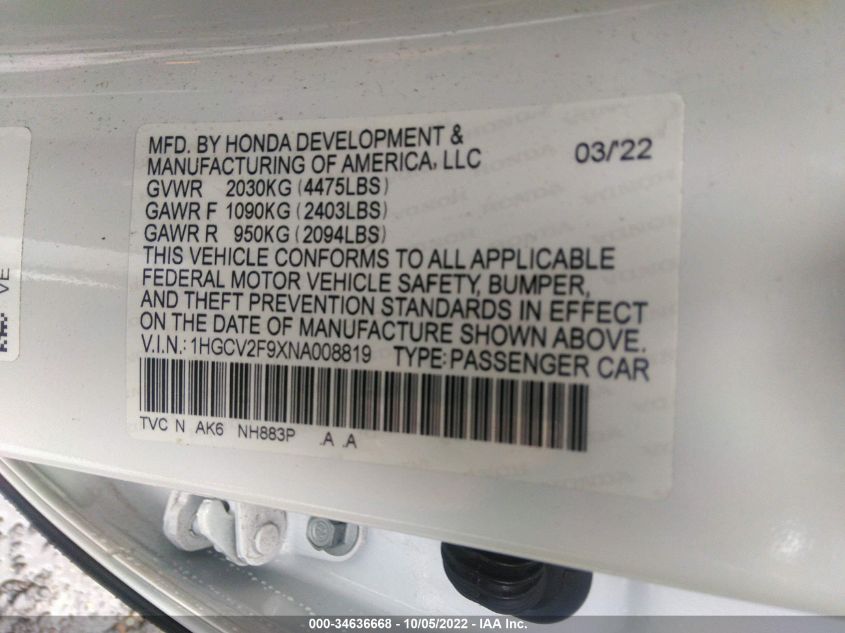 MFD. BY HONDA DEVELOPMENT &
MANUFACTURING OF AMERICA, LLC 03/'22
GVWR 2030KG (4475LBS)
GAWR F 1090KG (2403LBS)
GAWR R 950KG (2094LBS)
THIS VEHICLE CONFORMS TO ALL APPLICABLE
FEDERAL MOTOR VEHICLE SAFETY, BUMPER,
AND THEFT PREVENTION STANDARDS IN EFFECT
ON THE DATE OF MANUFACTURE SHOWN ABOVE.
V.I.N.: 1HGCV2F9XNA008819 TYPE: PASSENGER CAR
TVC N AK6 NH883P .A .A
VE
000-34636668 - 10/05/2022 - IAA Corp.